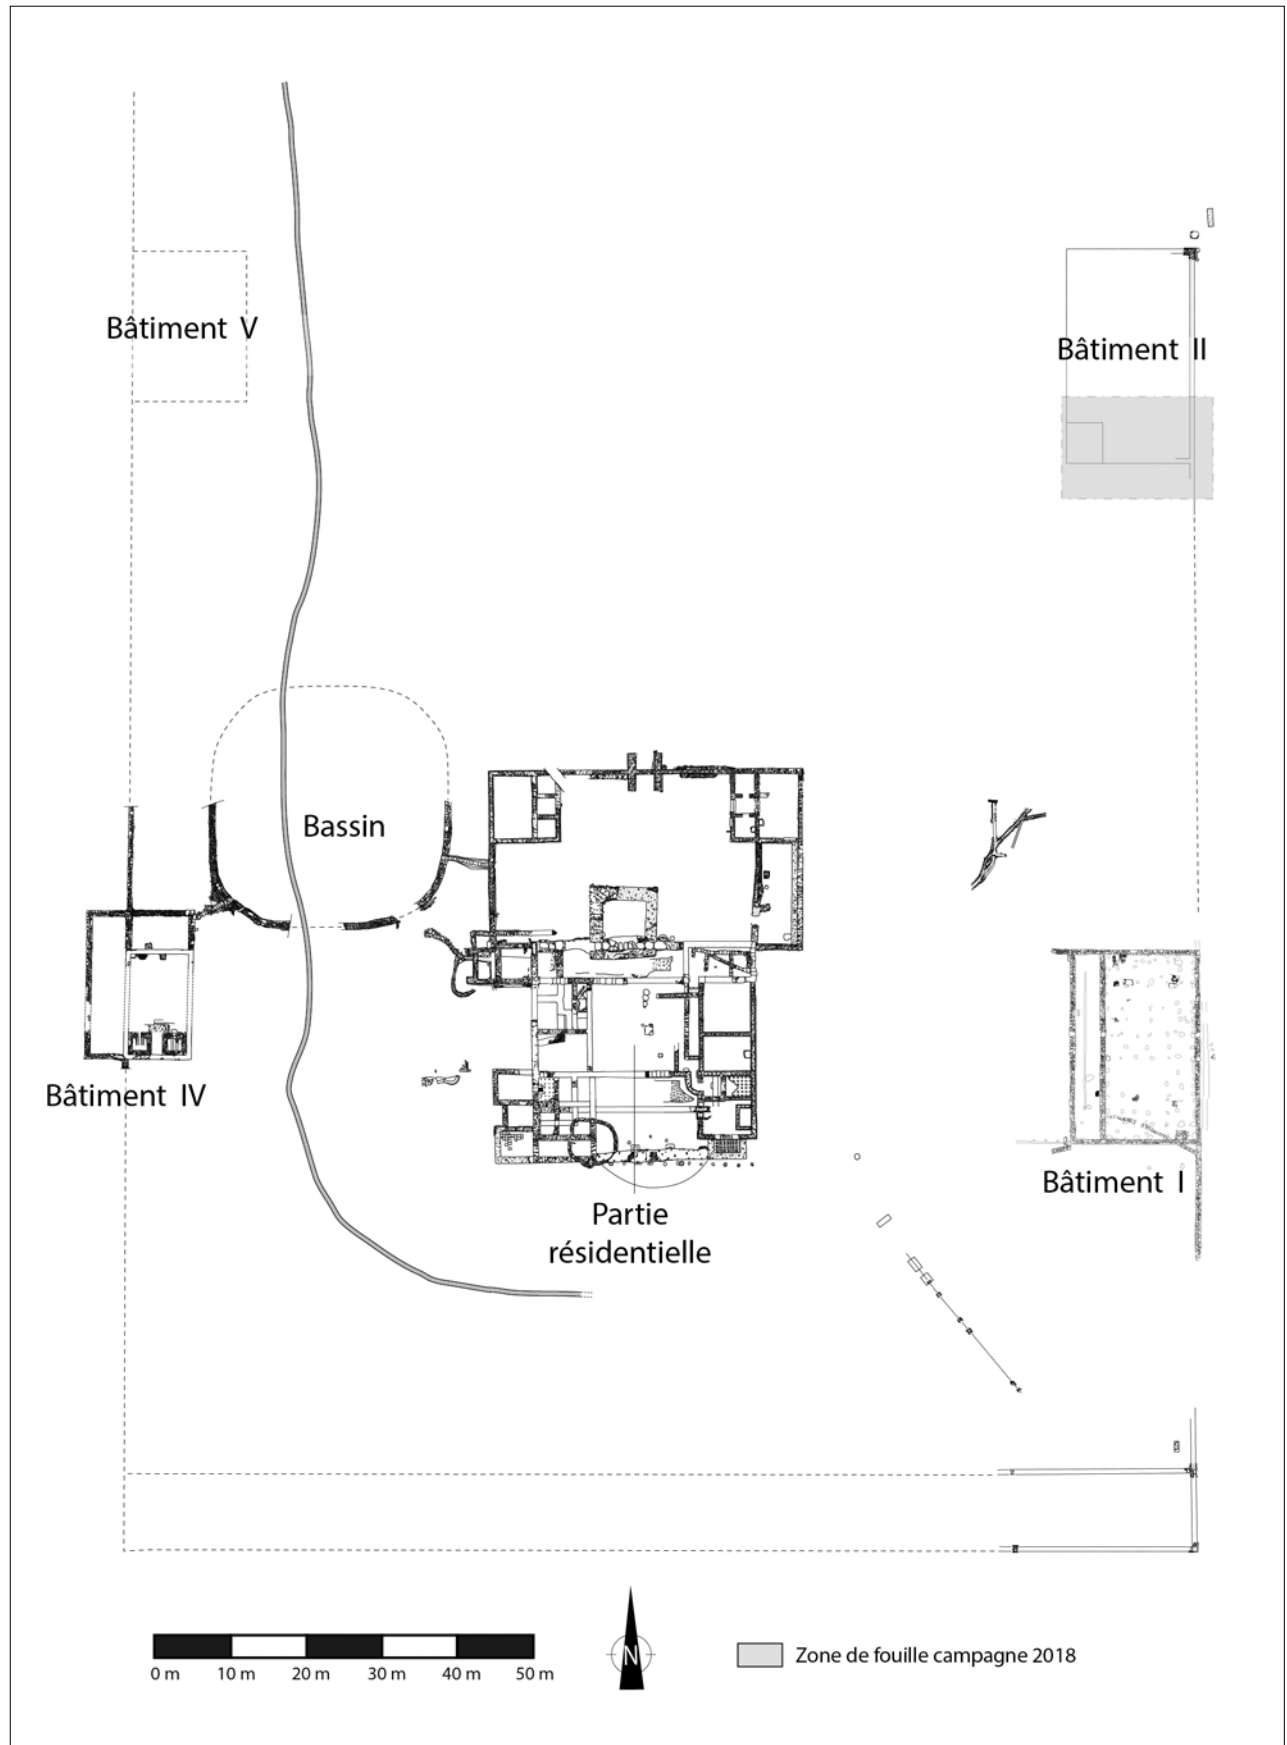 Bâtiment V
Bâtiment II
Bassin
Bâtiment IV
Bâtiment I
Partie
résidentielle
0 m 10 m 20 m 30 m 40 m 50 m
N
Zone de fouille campagne 2018